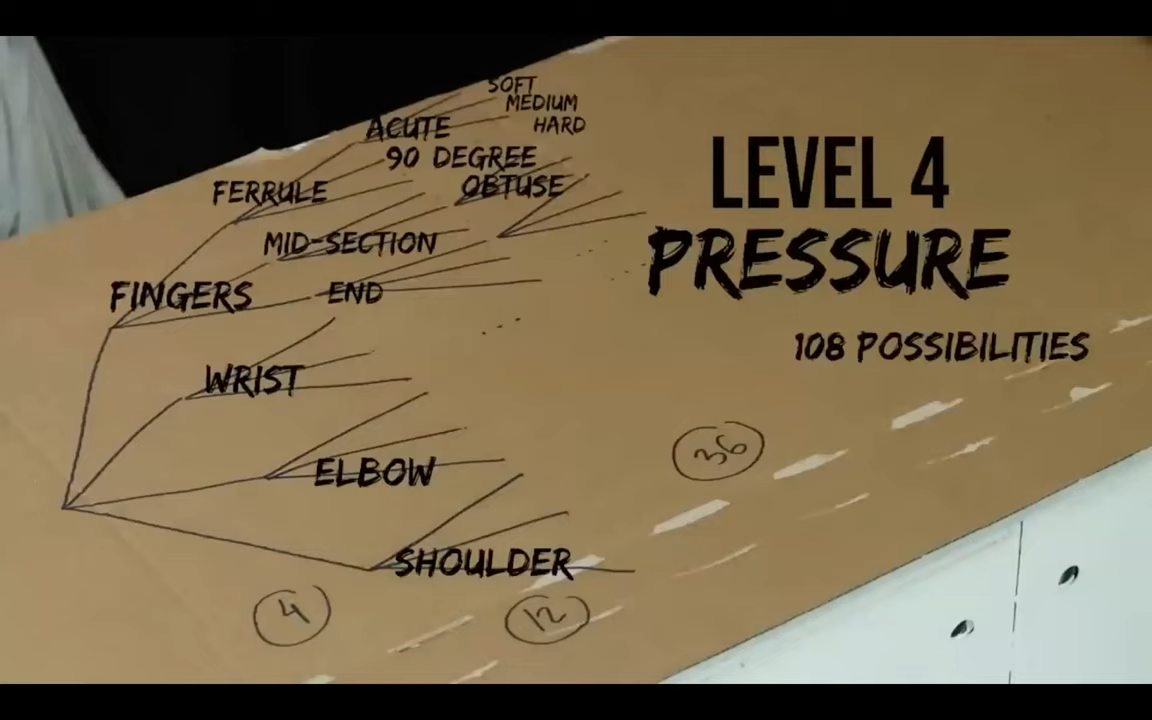 SOFT
MEDIUM
HARD
ACUTE
90 DEGREE
OBTUSE
FERRULE
MID-SECTION
FINGERS
END
WRIST
ELBOW
SHOULDER
LEVEL 4
PRESSURE
108 POSSIBILITIES
36
4
12